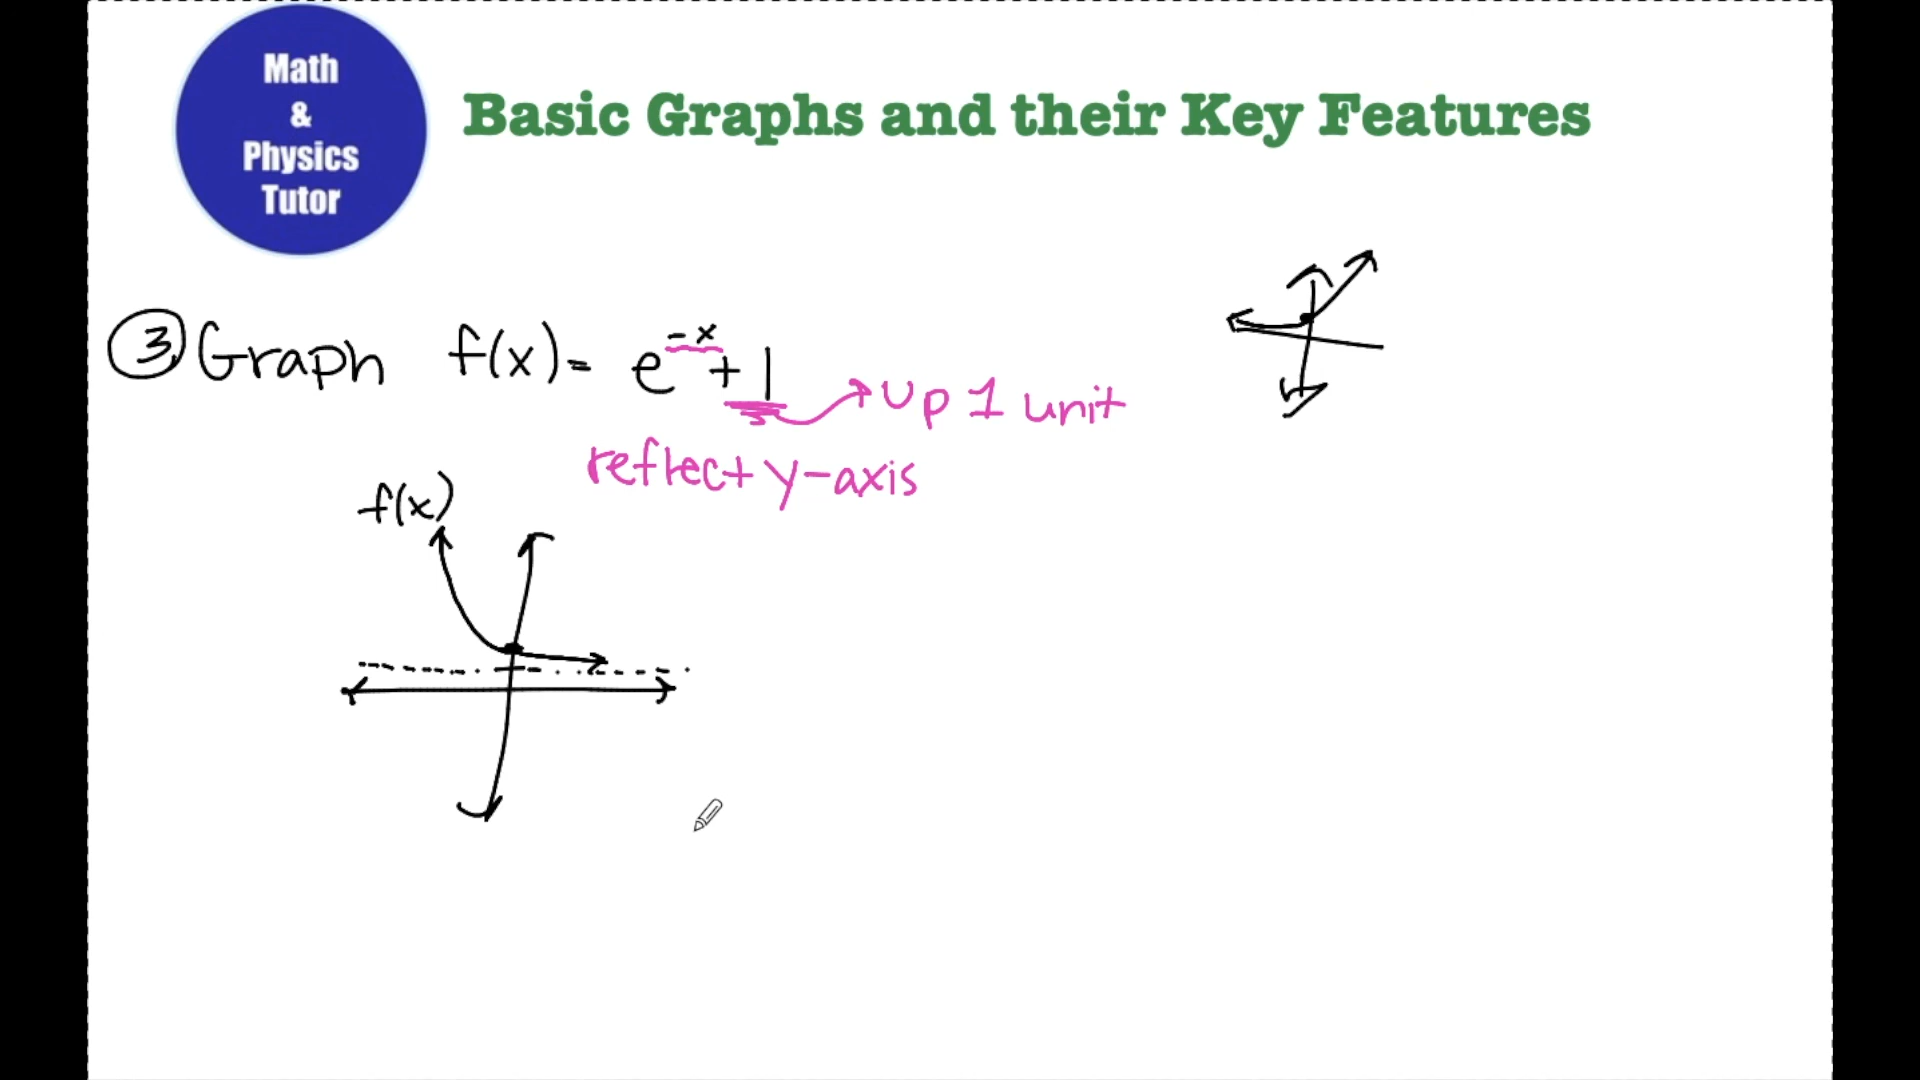 Math
&
Physics
Tutor
Basic Graphs and their Key Features
③ Graph f(x) = e^{-x} + 1
up 1 unit
reflect y-axis
f(x)